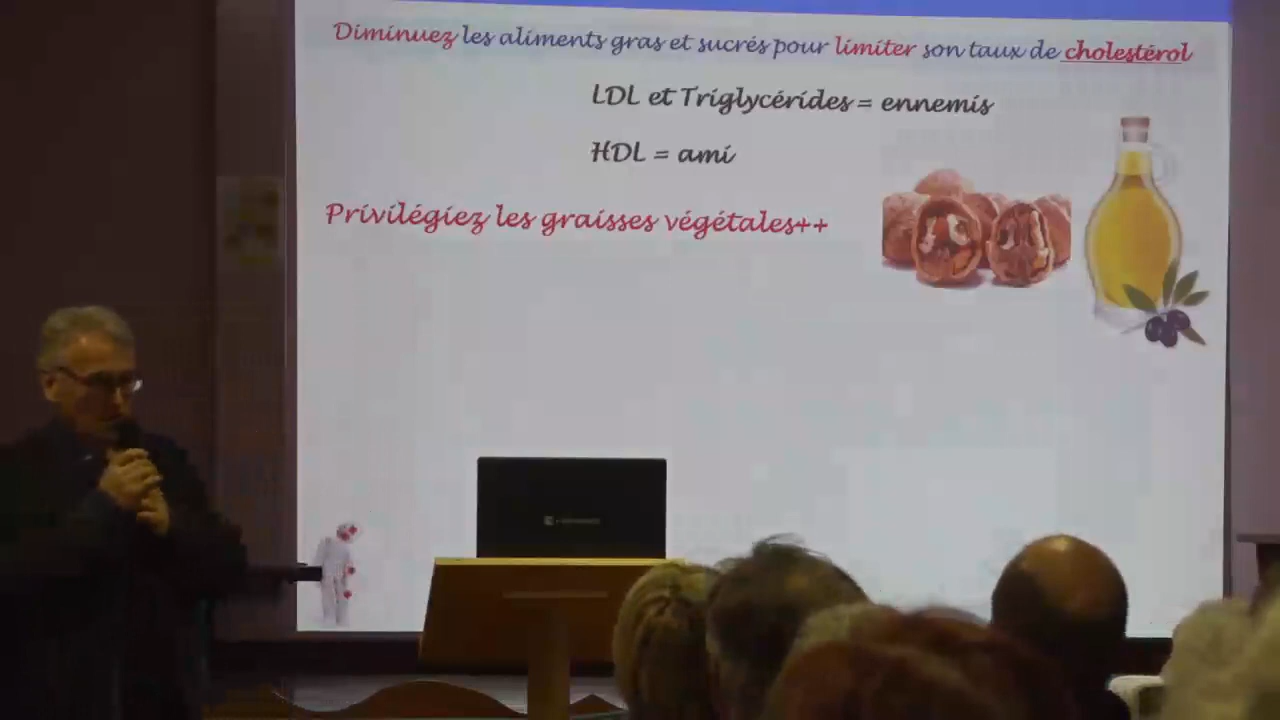 Diminuez les aliments gras et sucrés pour limiter son taux de cholestérol
LDL et Triglycérides = ennemis
HDL = ami
Privilégiez les graisses végétales++